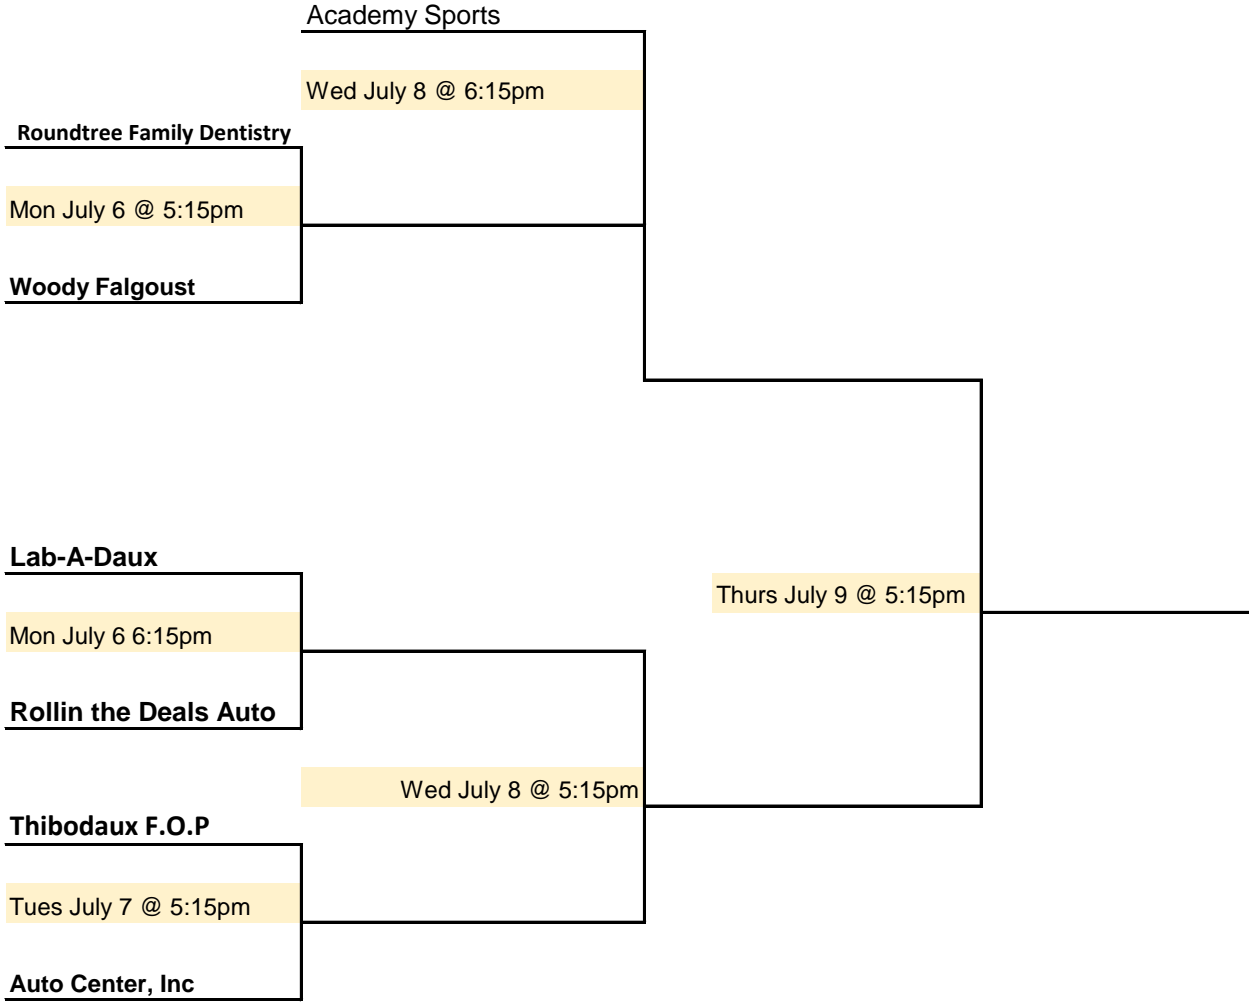 Academy Sports
Wed July 8 @ 6:15pm
Roundtree Family Dentistry
Mon July 6 @ 5:15pm
Woody Falgoust
Lab-A-Daux
Thurs July 9 @ 5:15pm
Mon July 6 6:15pm
Rollin the Deals Auto
Wed July 8 @ 5:15pm
Thibodaux F.O.P
Tues July 7 @ 5:15pm
Auto Center, Inc